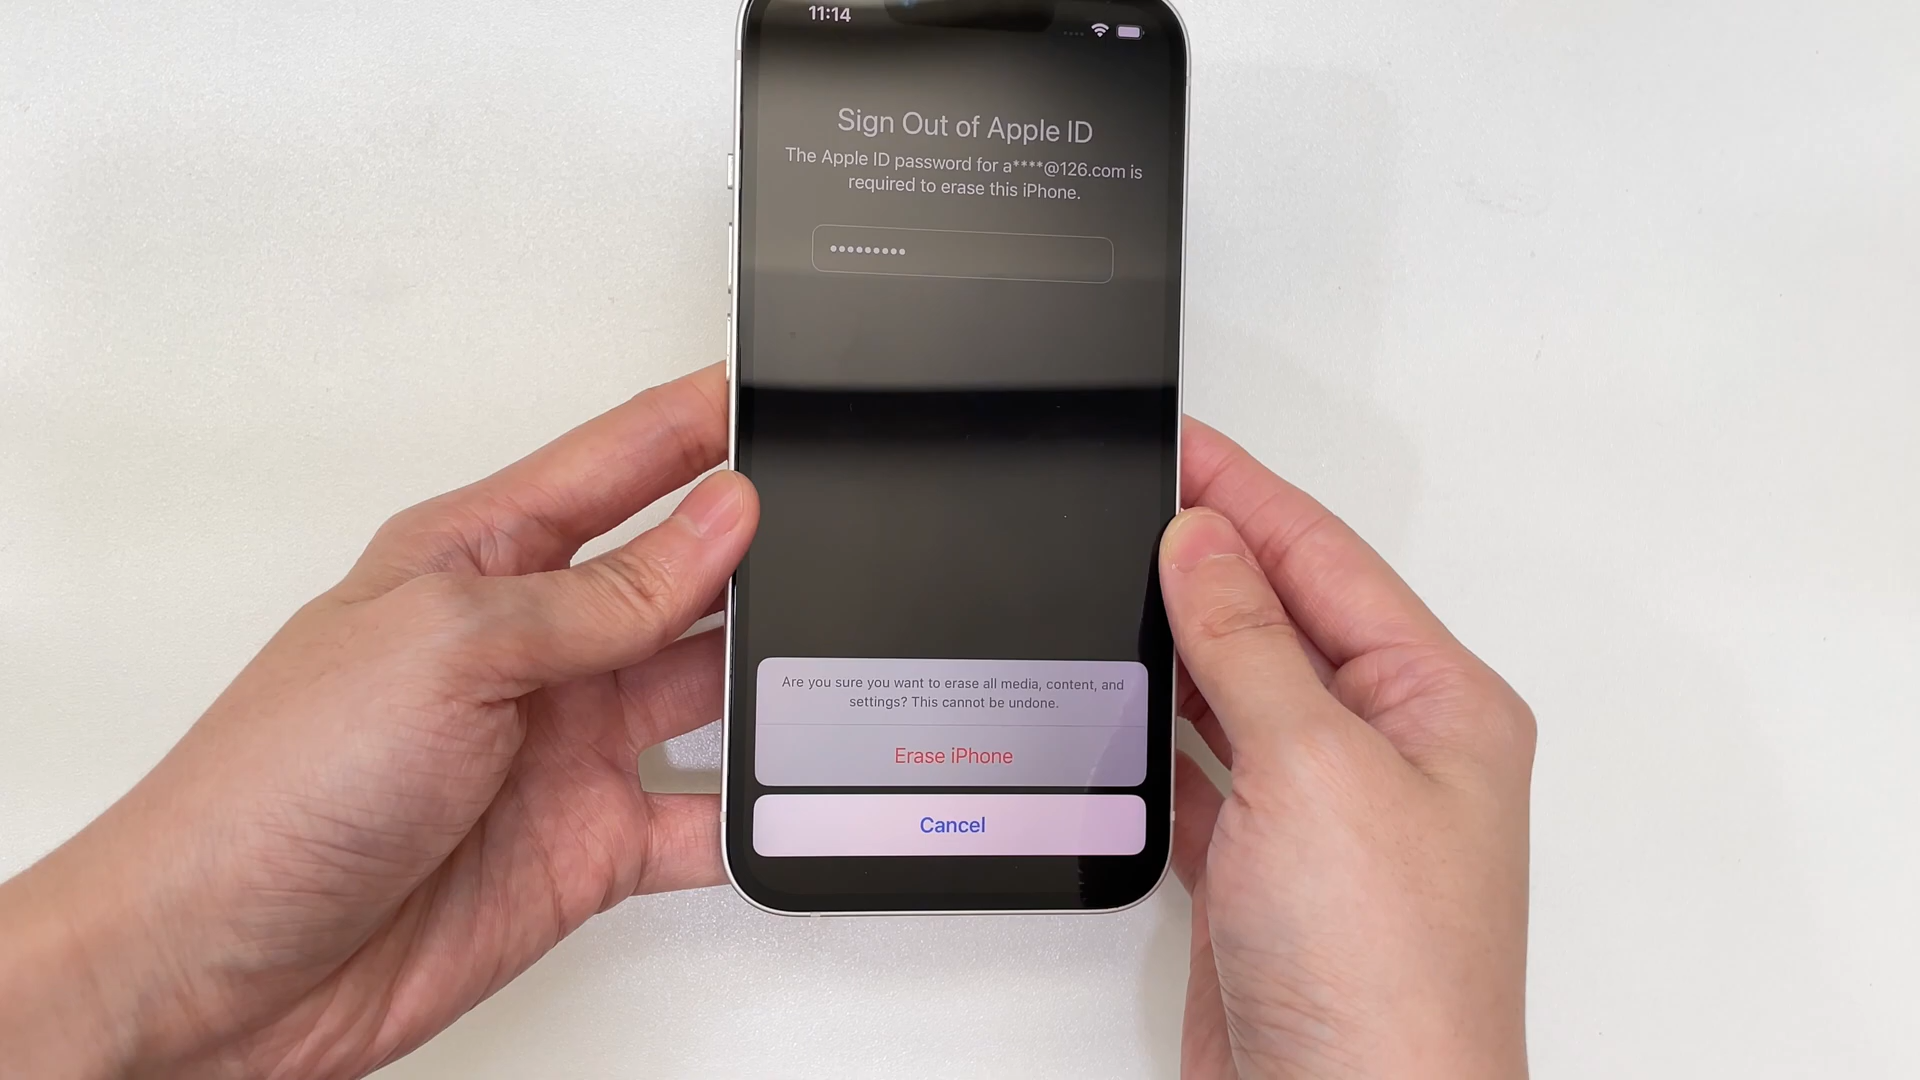 11:14
Sign Out of Apple ID
The Apple ID password for a****@126.com is
required to erase this iPhone.
•••••••••
Are you sure you want to erase all media, content, and
settings? This cannot be undone.
Erase iPhone
Cancel